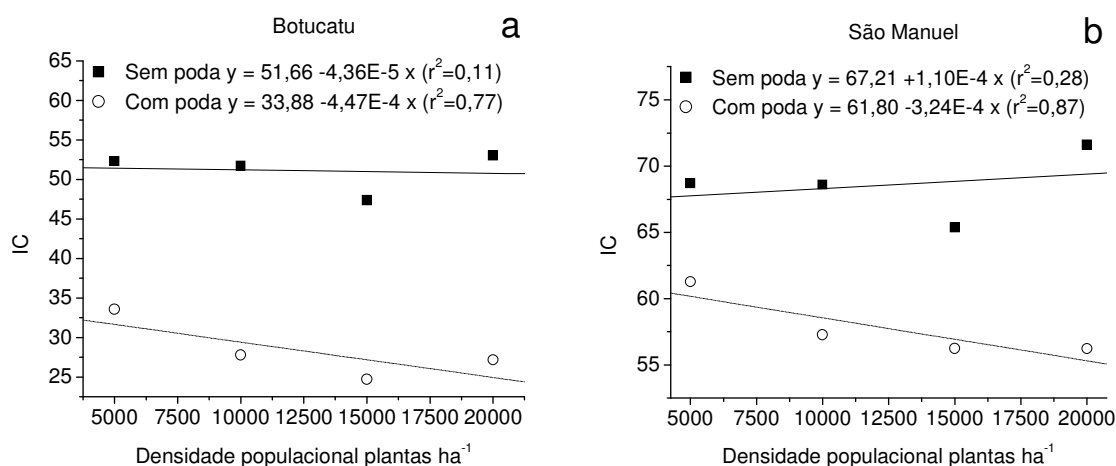 Botucatu
a
65
60
55
50
45
40
35
30
25
IC
■ Sem poda y = 51,66 -4,36E-5 x (r²=0,11)
○ Com poda y = 33,88 -4,47E-4 x (r²=0,77)
5000 7500 10000 12500 15000 17500 20000
Densidade populacional plantas ha⁻¹
São Manuel
b
75
70
65
60
55
IC
■ Sem poda y = 67,21 +1,10E-4 x (r²=0,28)
○ Com poda y = 61,80 -3,24E-4 x (r²=0,87)
5000 7500 10000 12500 15000 17500 20000
Densidade populacional plantas ha⁻¹